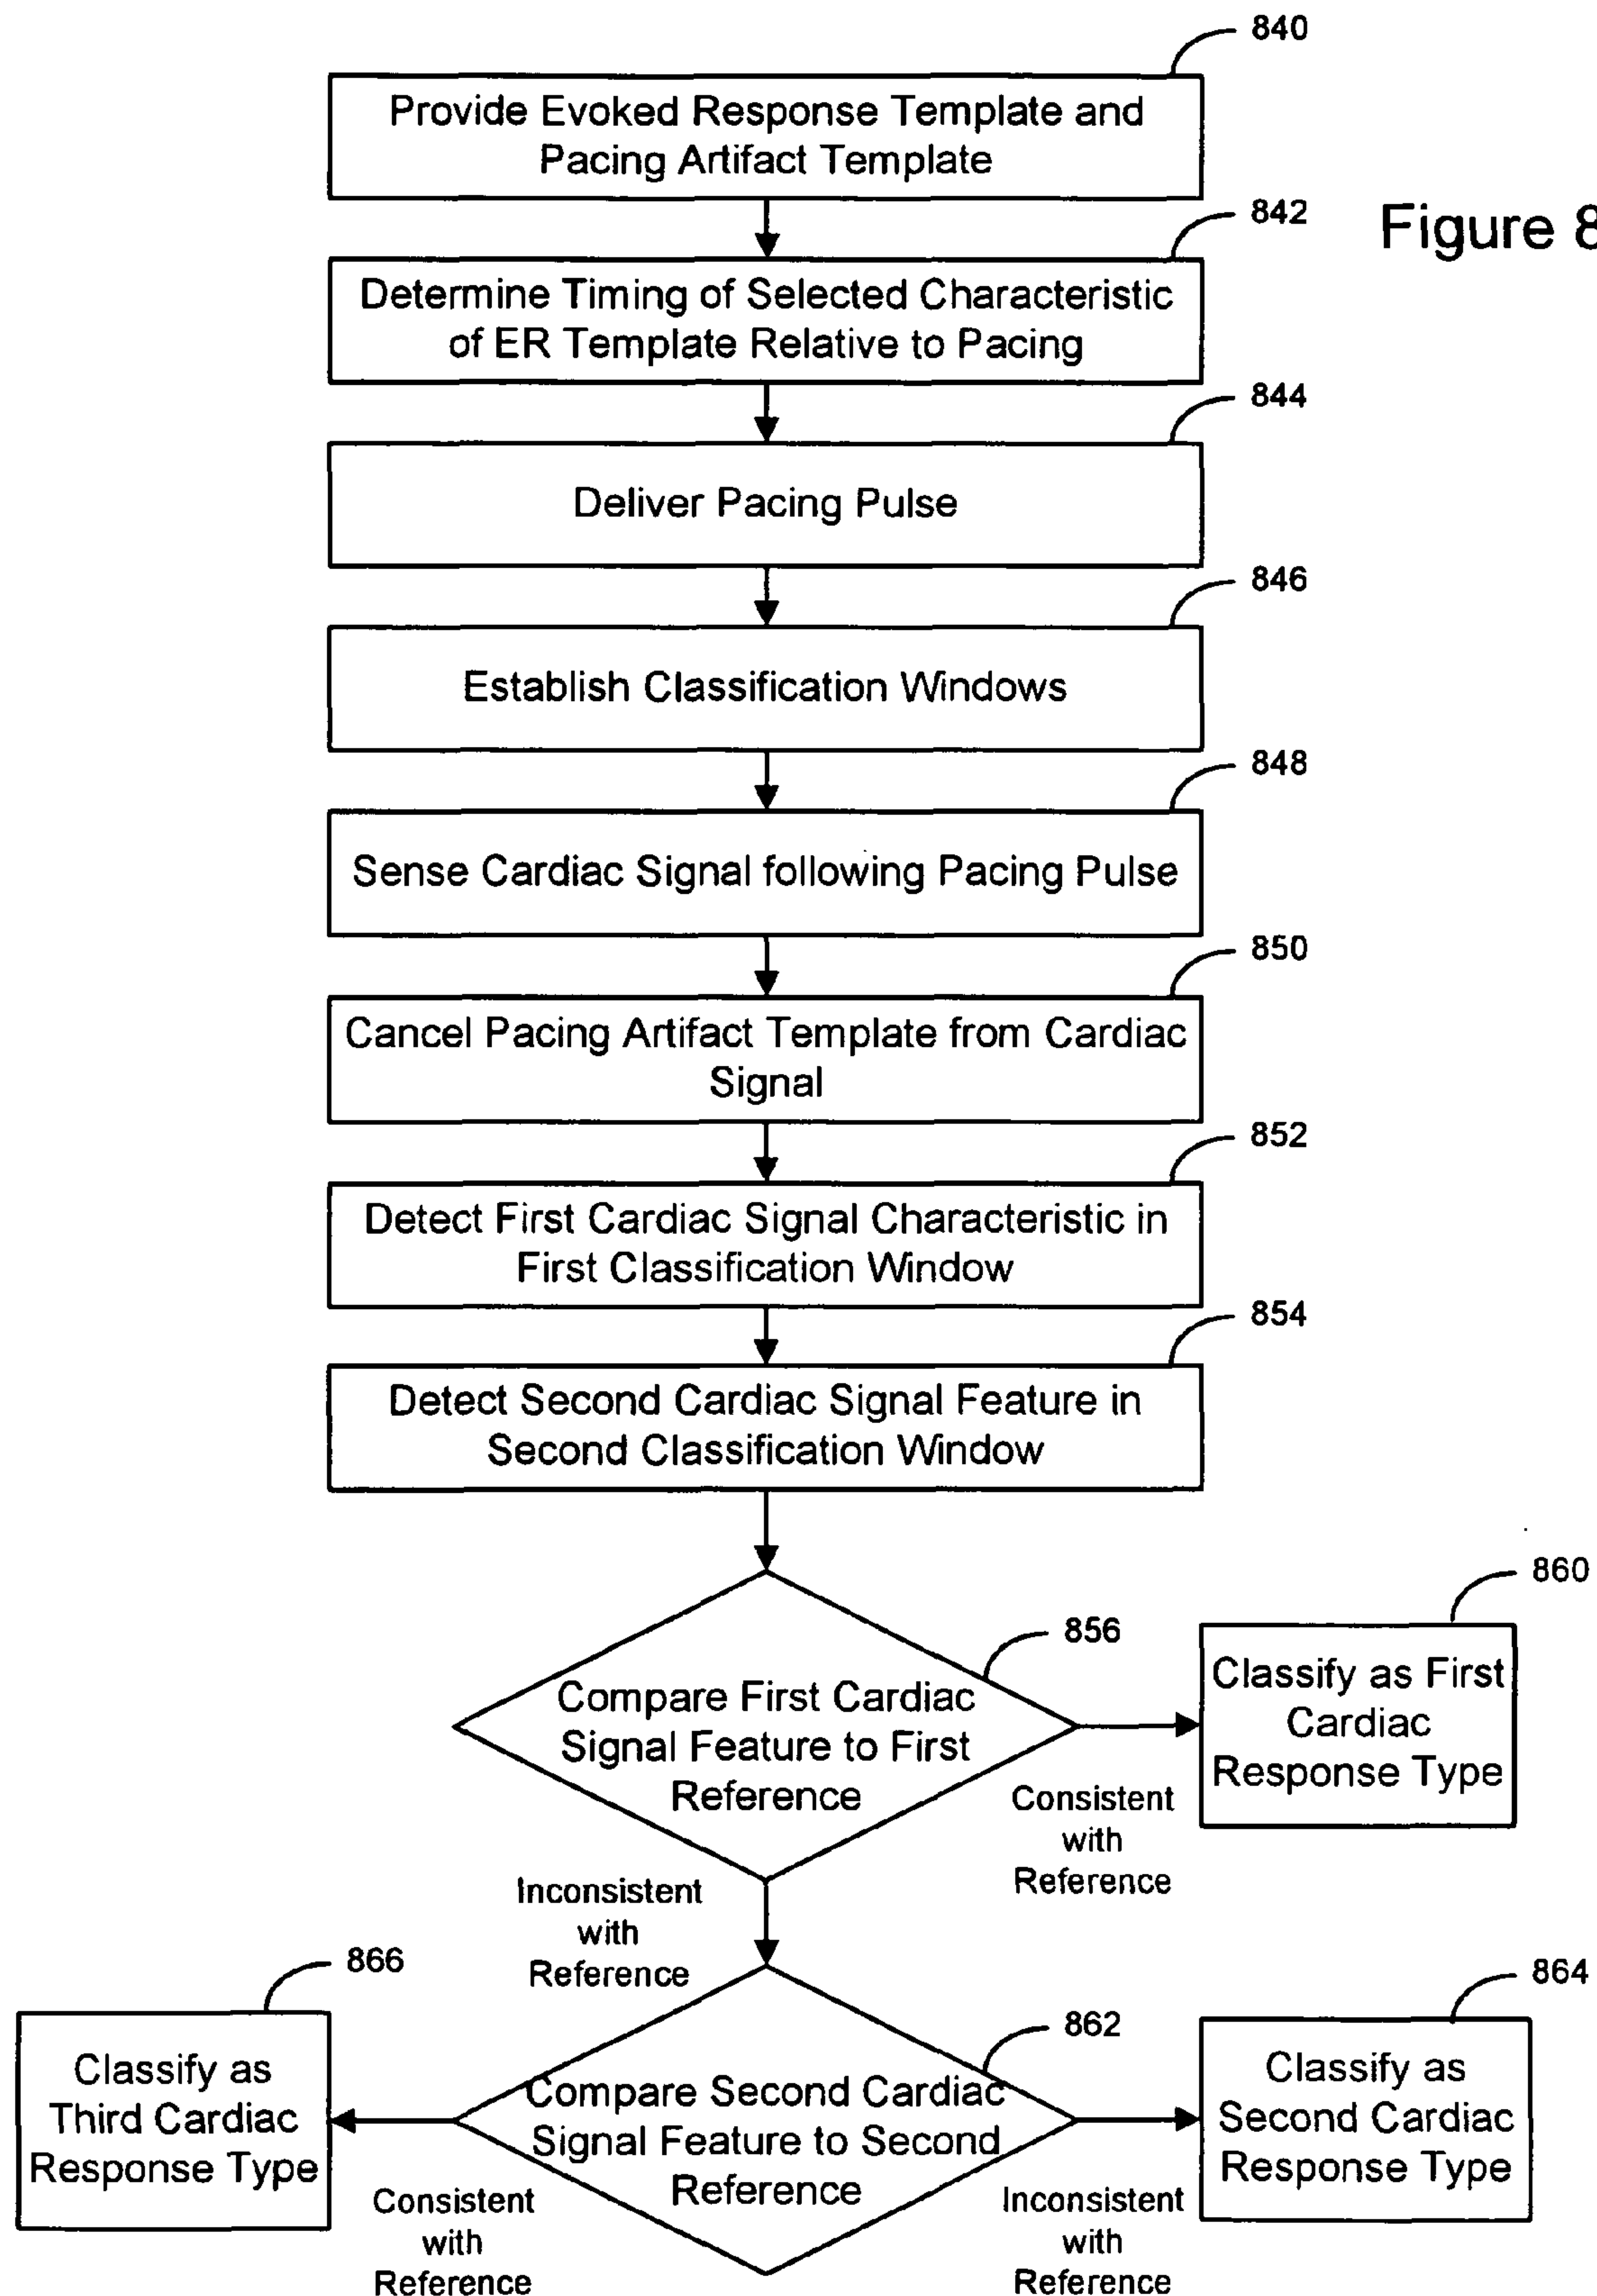 840
Provide Evoked Response Template and
Pacing Artifact Template
842
Figure 8
Determine Timing of Selected Characteristic
of ER Template Relative to Pacing
844
Deliver Pacing Pulse
846
Establish Classification Windows
848
Sense Cardiac Signal following Pacing Pulse
850
Cancel Pacing Artifact Template from Cardiac
Signal
852
Detect First Cardiac Signal Characteristic in
First Classification Window
854
Detect Second Cardiac Signal Feature in
Second Classification Window
856
Compare First Cardiac
Signal Feature to First
Reference
860
Classify as First
Cardiac
Response Type
Consistent
with
Reference
Inconsistent
with
Reference
862
Compare Second Cardiac
Signal Feature to Second
Reference
866
Classify as
Third Cardiac
Response Type
Consistent
with
Reference
864
Classify as
Second Cardiac
Response Type
Inconsistent
with
Reference